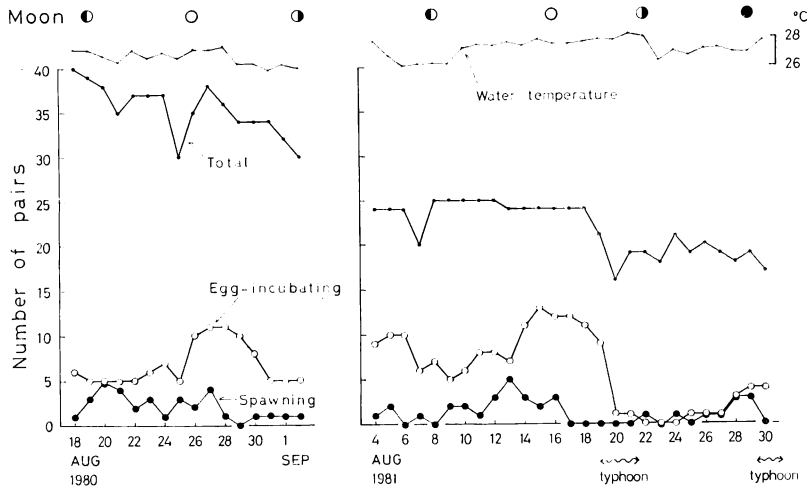 Moon
°C
28
26
Water temperature
Number of pairs
40
35
30
25
20
15
10
5
0
Total
Egg-incubating
Spawning
18 20 22 24 26 28 30 1
AUG SEP
1980
4 6 8 10 12 14 16 18 20 22 24 26 28 30
AUG
1981
typhoon typhoon